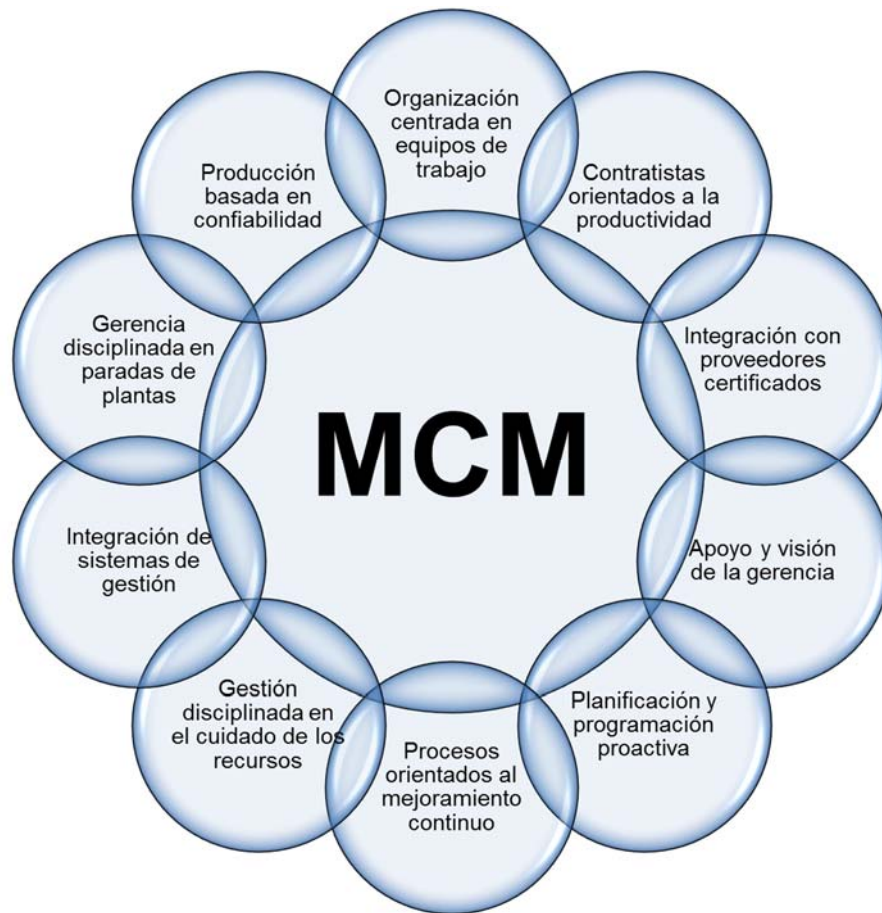 Organización
centrada en
equipos de
trabajo
Contratistas
orientados a la
productividad
Integración con
proveedores
certificados
Apoyo y visión
de la gerencia
Planificación y
programación
proactiva
Procesos
orientados al
mejoramiento
continuo
Gestión
disciplinada en
el cuidado de los
recursos
Integración de
sistemas de
gestión
Gerencia
disciplinada en
paradas de
plantas
Producción
basada en
confiabilidad
MCM